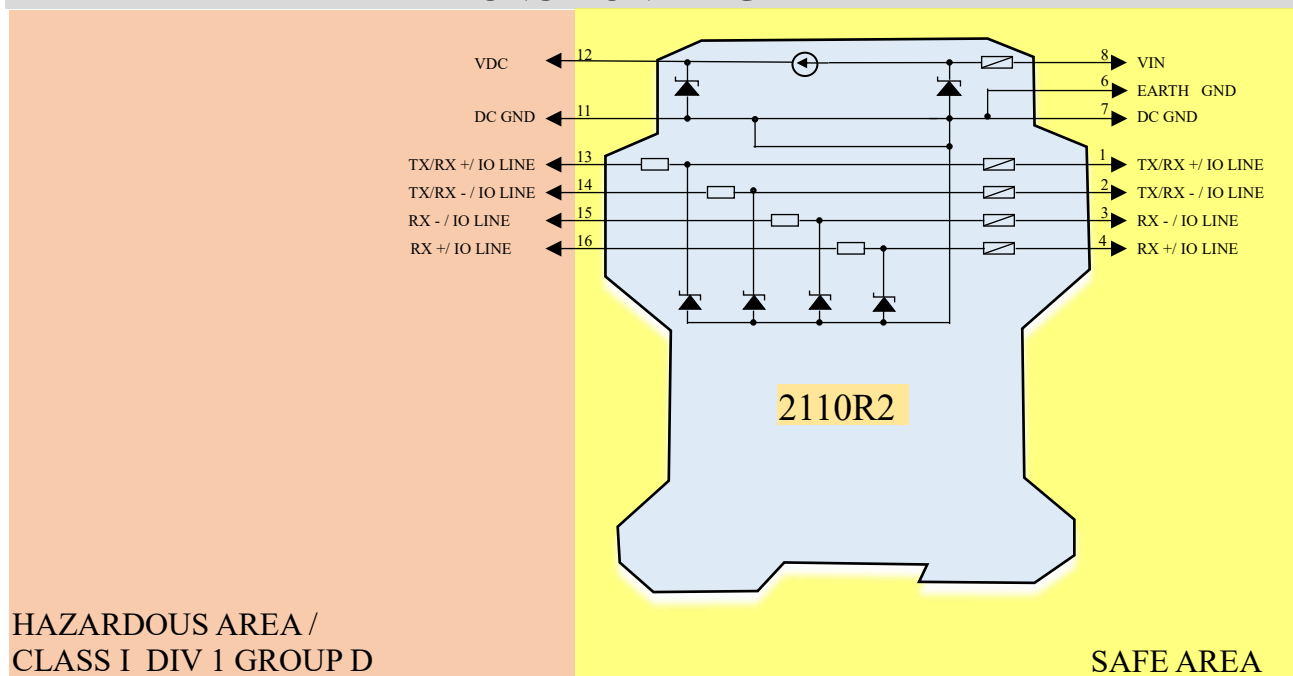 VDC 12 8 VIN
6 EARTH GND
DC GND 11 7 DC GND
TX/RX +/ IO LINE 13 1 TX/RX +/ IO LINE
TX/RX - / IO LINE 14 2 TX/RX - / IO LINE
RX - / IO LINE 15 3 RX - / IO LINE
RX +/ IO LINE 16 4 RX +/ IO LINE
2110R2
HAZARDOUS AREA /
CLASS I DIV 1 GROUP D
SAFE AREA